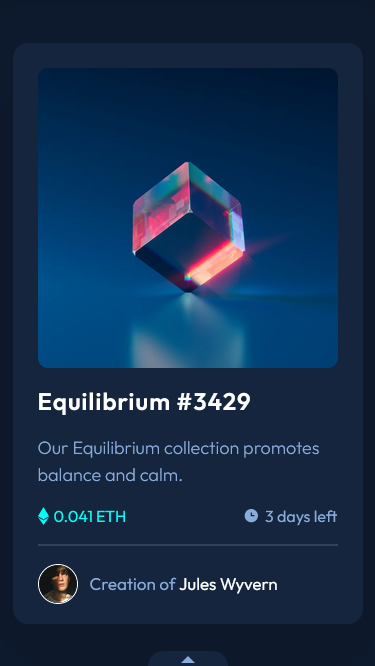 Equilibrium #3429
Our Equilibrium collection promotes
balance and calm.
0.041 ETH
3 days left
Creation of Jules Wyvern